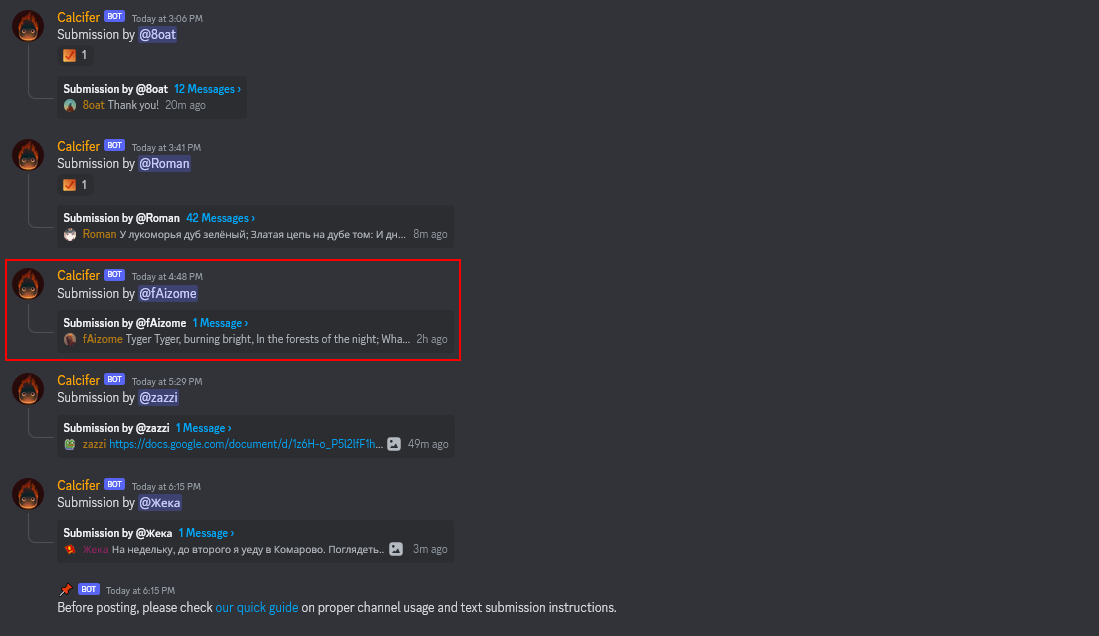 Calcifer BOT Today at 3:06 PM
Submission by @8oat
1
Submission by @8oat 12 Messages ›
8oat Thank you! 20m ago
Calcifer BOT Today at 3:41 PM
Submission by @Roman
1
Submission by @Roman 42 Messages ›
Roman У лукоморья дуб зелёный; Златая цепь на дубе том: И дн... 8m ago
Calcifer BOT Today at 4:48 PM
Submission by @fAizome
Submission by @fAizome 1 Message ›
fAizome Tyger Tyger, burning bright, In the forests of the night; Wha... 2h ago
Calcifer BOT Today at 5:29 PM
Submission by @zazzi
Submission by @zazzi 1 Message ›
zazzi https://docs.google.com/document/d/1z6H-o_P5I2IfF1h... 49m ago
Calcifer BOT Today at 6:15 PM
Submission by @Жека
Submission by @Жека 1 Message ›
Жека На недельку, до второго я уеду в Комарово. Поглядеть.. 3m ago
BOT Today at 6:15 PM
Before posting, please check our quick guide on proper channel usage and text submission instructions.